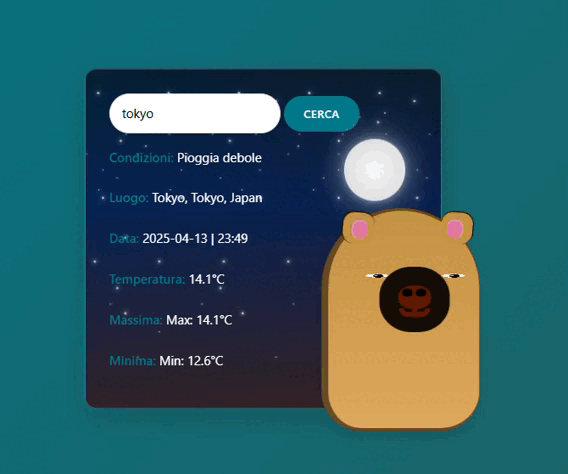 tokyo
CERCA
Condizioni: Pioggia debole
Luogo: Tokyo, Tokyo, Japan
Data: 2025-04-13 | 23:49
Temperatura: 14.1°C
Massima: Max: 14.1°C
Minima: Min: 12.6°C